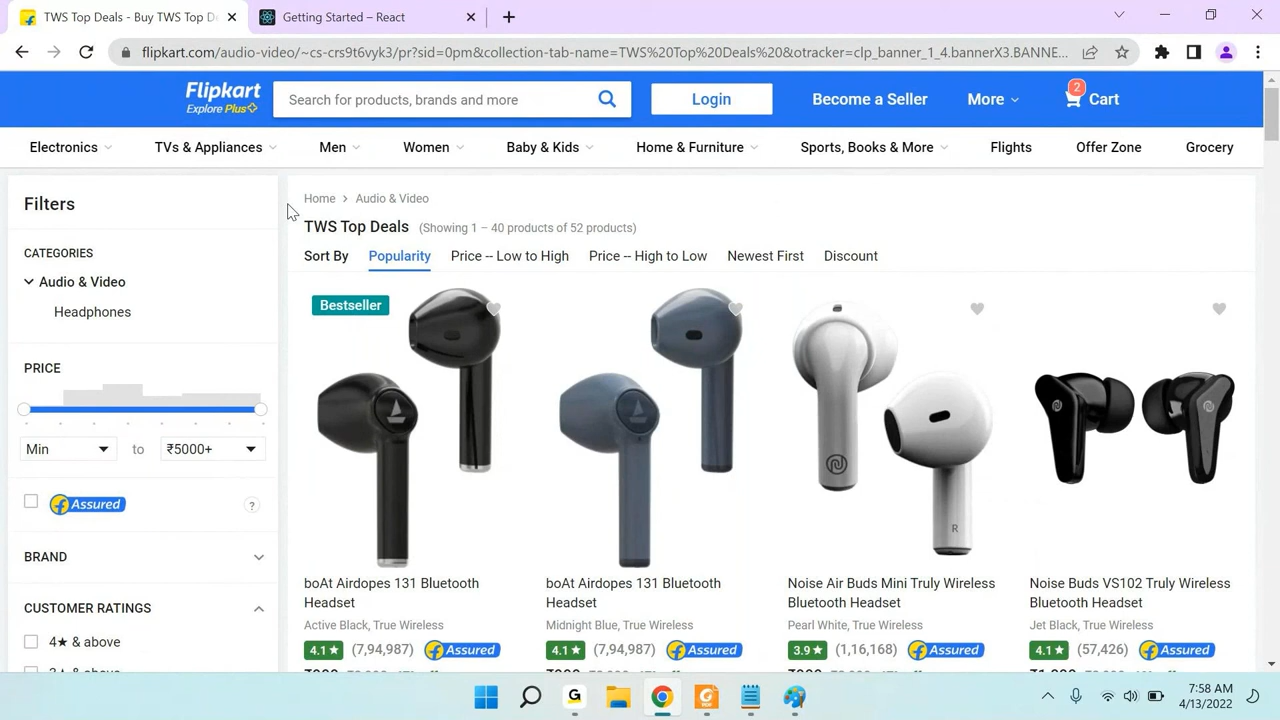 TWS Top Deals - Buy TWS Top D
Getting Started – React
flipkart.com/audio-video/~cs-crs9t6vyk3/pr?sid=0pm&collection-tab-name=TWS%20Top%20Deals%20&otracker=clp_banner_1_4.bannerX3.BANNE...
Flipkart
Explore Plus
Search for products, brands and more
Login
Become a Seller
More
2
Cart
Electronics
TVs & Appliances
Men
Women
Baby & Kids
Home & Furniture
Sports, Books & More
Flights
Offer Zone
Grocery
Filters
CATEGORIES
Audio & Video
Headphones
PRICE
Min
to
₹5000+
Assured
?
BRAND
CUSTOMER RATINGS
4★ & above
Home > Audio & Video
TWS Top Deals (Showing 1 – 40 products of 52 products)
Sort By Popularity Price -- Low to High Price -- High to Low Newest First Discount
Bestseller
R
boAt Airdopes 131 Bluetooth
Headset
Active Black, True Wireless
4.1★ (7,94,987) Assured
boAt Airdopes 131 Bluetooth
Headset
Midnight Blue, True Wireless
4.1★ (7,94,987) Assured
Noise Air Buds Mini Truly Wireless
Bluetooth Headset
Pearl White, True Wireless
3.9★ (1,16,168) Assured
Noise Buds VS102 Truly Wireless
Bluetooth Headset
Jet Black, True Wireless
4.1★ (57,426) Assured
G
PDF
7:58 AM
4/13/2022